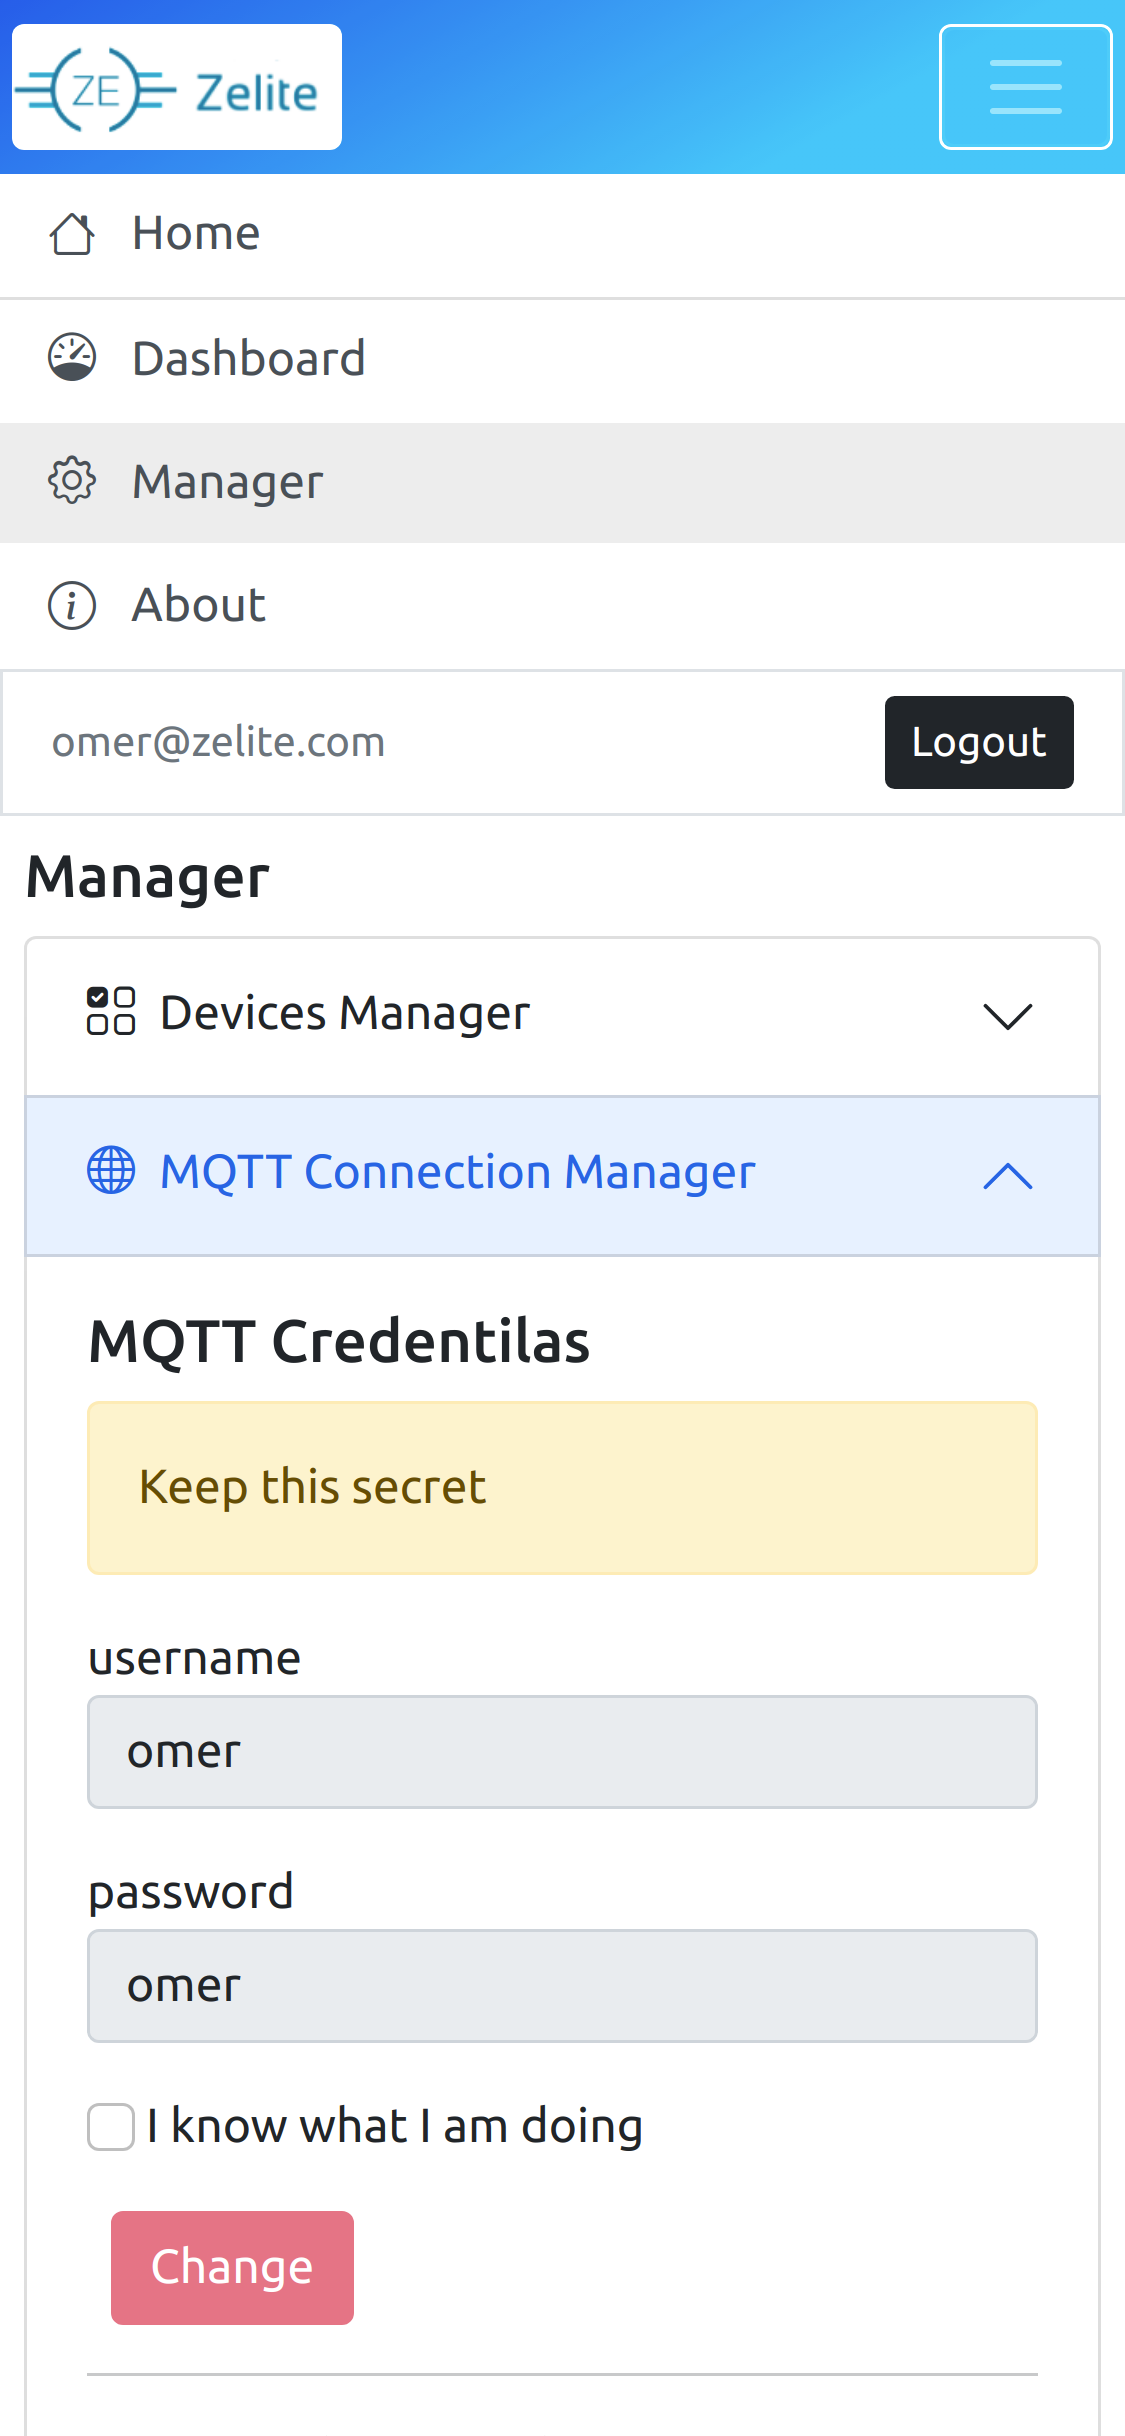 ZE Zelite
Home
Dashboard
Manager
About
omer@zelite.com Logout
Manager
Devices Manager
MQTT Connection Manager
MQTT Credentilas
Keep this secret
username
omer
password
omer
I know what I am doing
Change